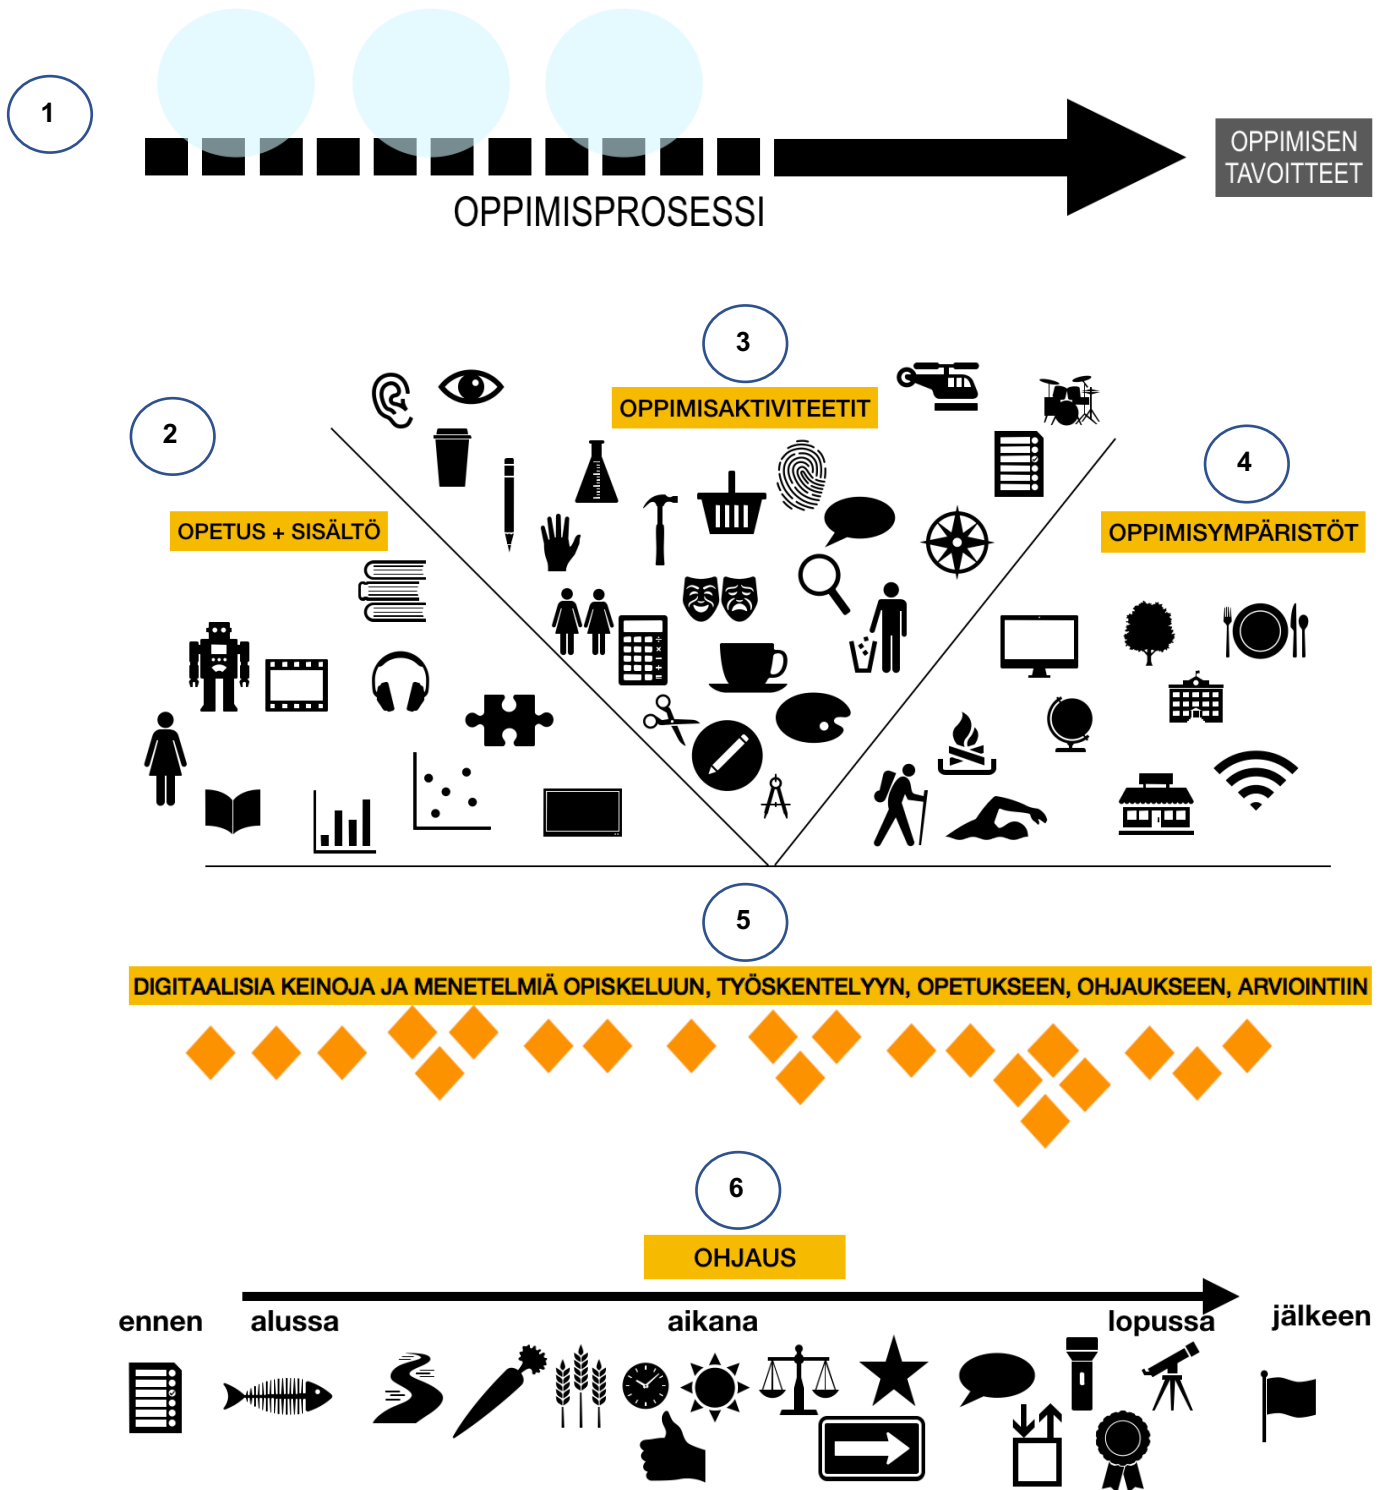 1
OPPIMISEN
TAVOITTEET
OPPIMISPROSESSI
3
OPPIMISAKTIVITEETIT
2
4
OPETUS + SISÄLTÖ
OPPIMISYMPÄRISTÖT
5
DIGITAALISIA KEINOJA JA MENETELMIÄ OPISKELUUN, TYÖSKENTELYYN, OPETUKSEEN, OHJAUKSEEN, ARVIOINTIIN
6
OHJAUS
ennen alussa aikana lopussa jälkeen